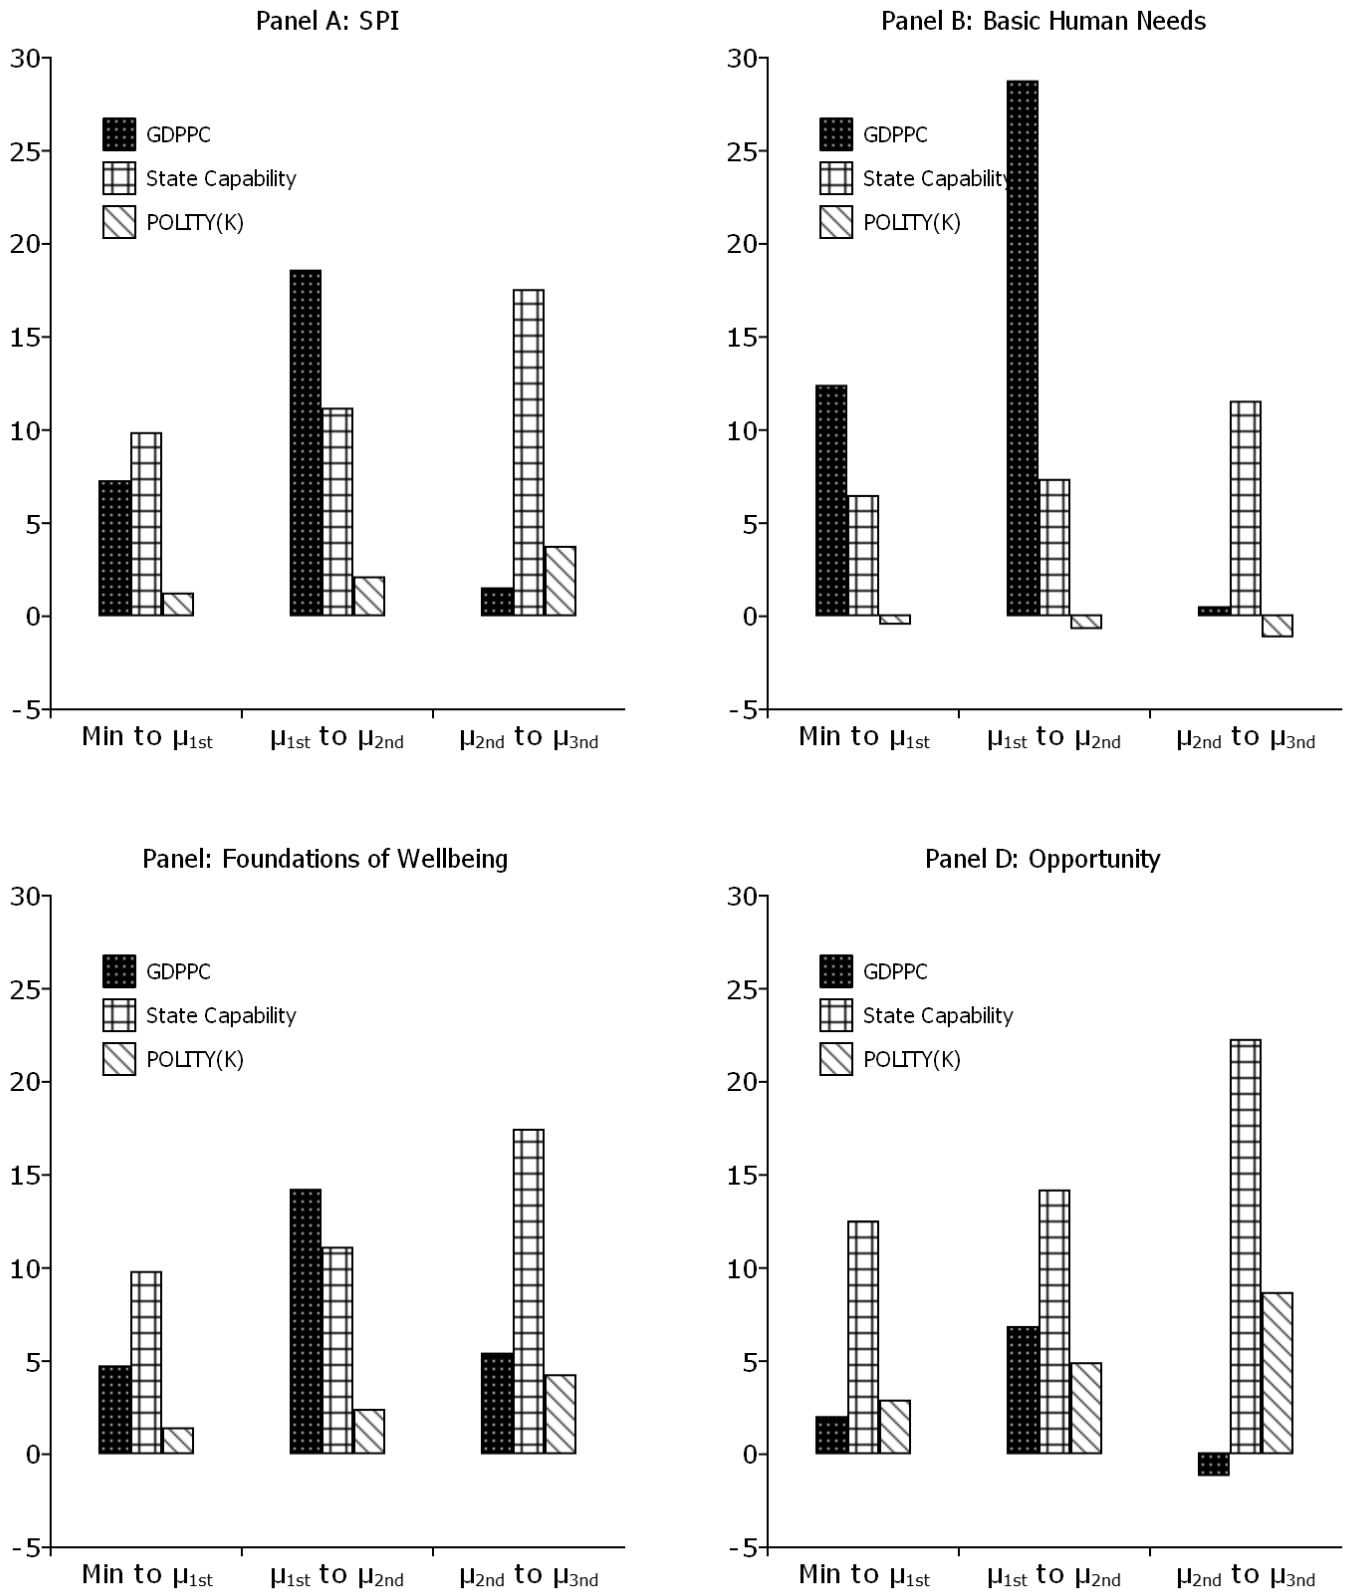 Panel A: SPI
30
25
20
15
10
5
0
-5
GDPPC
State Capability
POLITY(K)
Min to μ1st
μ1st to μ2nd
μ2nd to μ3nd
Panel B: Basic Human Needs
30
25
20
15
10
5
0
-5
GDPPC
State Capability
POLITY(K)
Min to μ1st
μ1st to μ2nd
μ2nd to μ3nd
Panel: Foundations of Wellbeing
30
25
20
15
10
5
0
-5
GDPPC
State Capability
POLITY(K)
Min to μ1st
μ1st to μ2nd
μ2nd to μ3nd
Panel D: Opportunity
30
25
20
15
10
5
0
-5
GDPPC
State Capability
POLITY(K)
Min to μ1st
μ1st to μ2nd
μ2nd to μ3nd